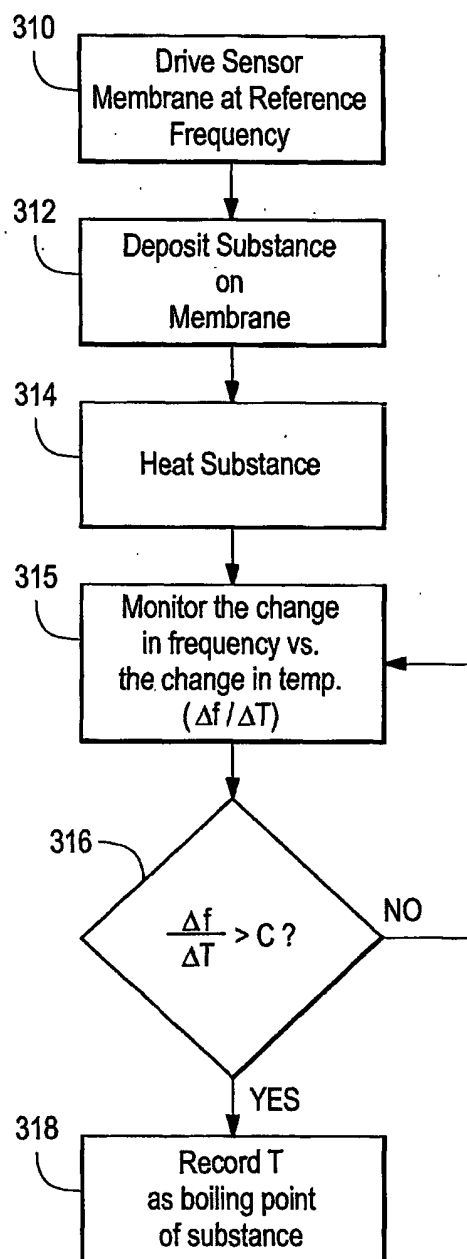 310
Drive Sensor
Membrane at Reference
Frequency
312
Deposit Substance
on
Membrane
314
Heat Substance
315
Monitor the change
in frequency vs.
the change in temp.
(Δf / ΔT)
316
Δf
ΔT > C ?
NO
YES
318
Record T
as boiling point
of substance